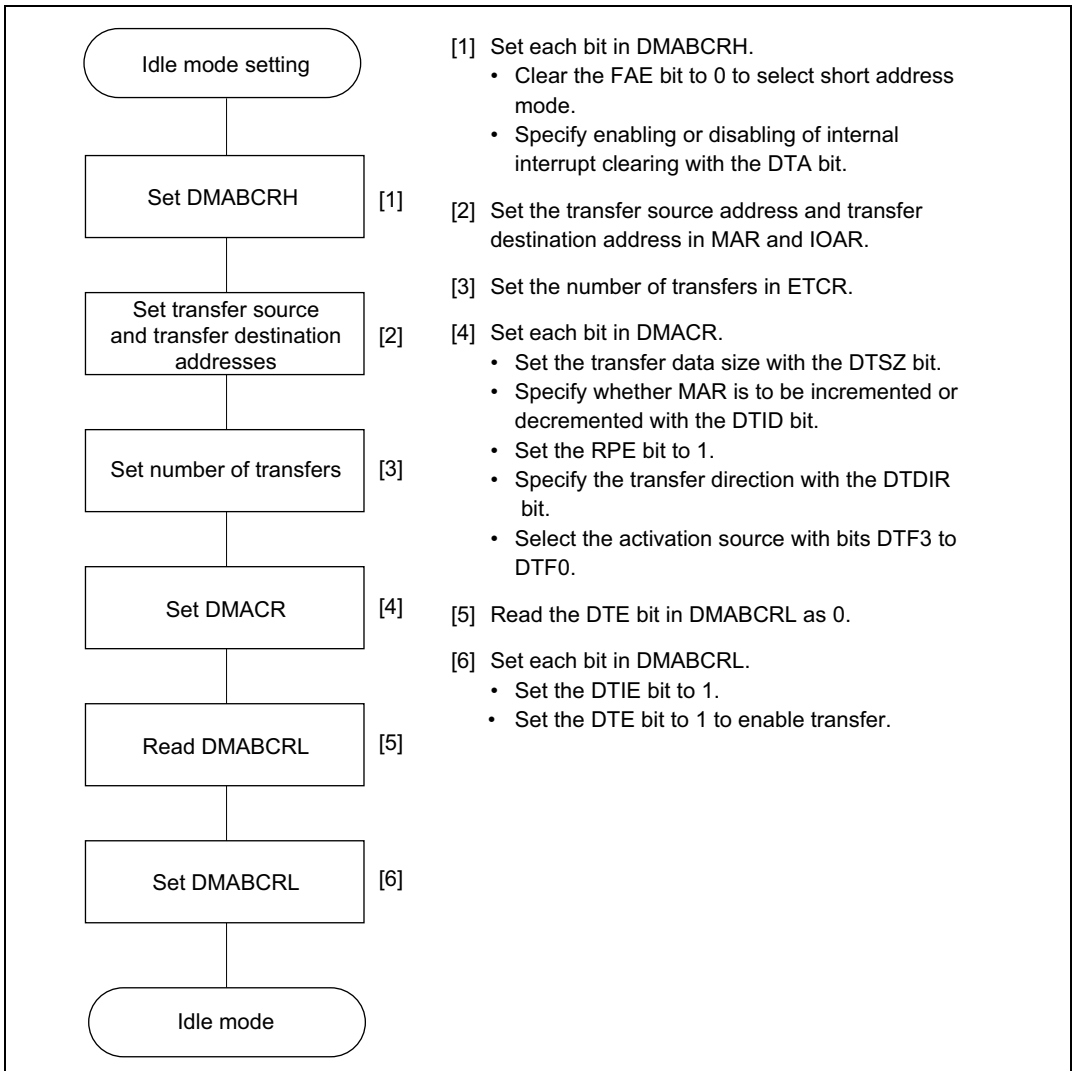 Idle mode setting
Set DMABCRH
[1]
Set transfer source
and transfer destination
addresses
[2]
Set number of transfers
[3]
Set DMACR
[4]
Read DMABCRL
[5]
Set DMABCRL
[6]
Idle mode
[1] Set each bit in DMABCRH.
• Clear the FAE bit to 0 to select short address
mode.
• Specify enabling or disabling of internal
interrupt clearing with the DTA bit.
[2] Set the transfer source address and transfer
destination address in MAR and IOAR.
[3] Set the number of transfers in ETCR.
[4] Set each bit in DMACR.
• Set the transfer data size with the DTSZ bit.
• Specify whether MAR is to be incremented or
decremented with the DTID bit.
• Set the RPE bit to 1.
• Specify the transfer direction with the DTDIR
bit.
• Select the activation source with bits DTF3 to
DTF0.
[5] Read the DTE bit in DMABCRL as 0.
[6] Set each bit in DMABCRL.
• Set the DTIE bit to 1.
• Set the DTE bit to 1 to enable transfer.